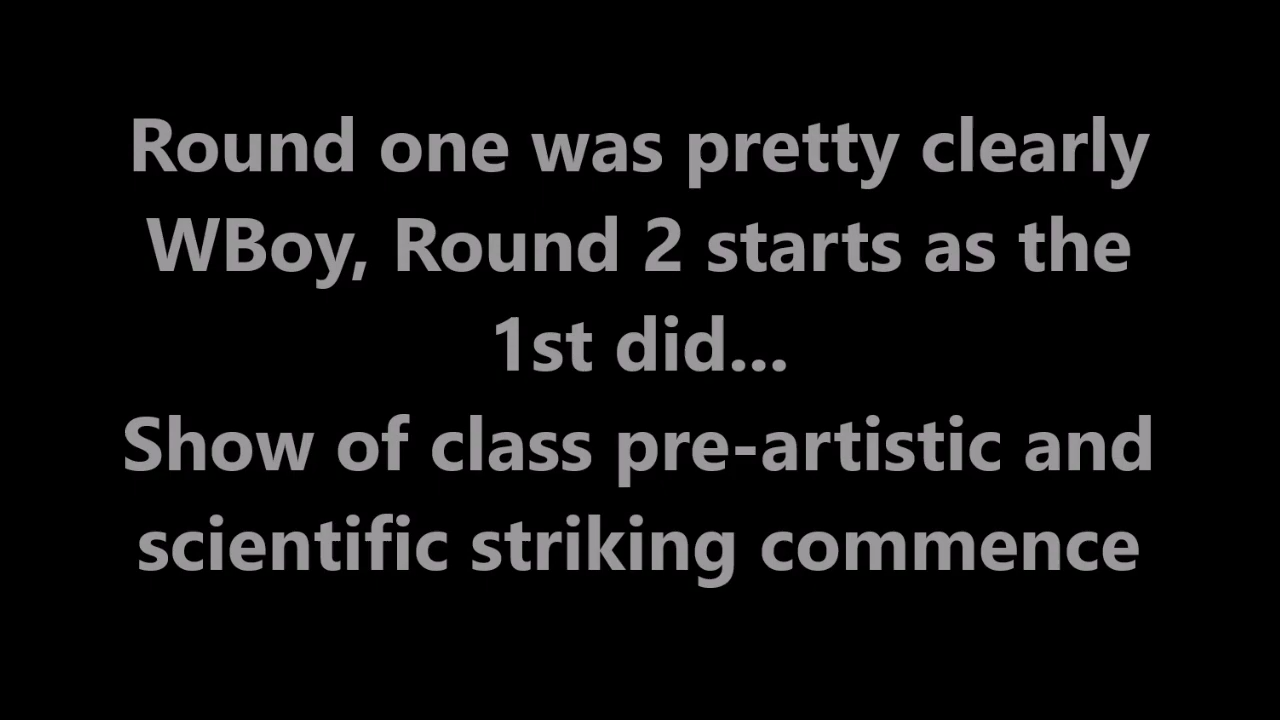 Round one was pretty clearly
WBoy, Round 2 starts as the
1st did...
Show of class pre-artistic and
scientific striking commence